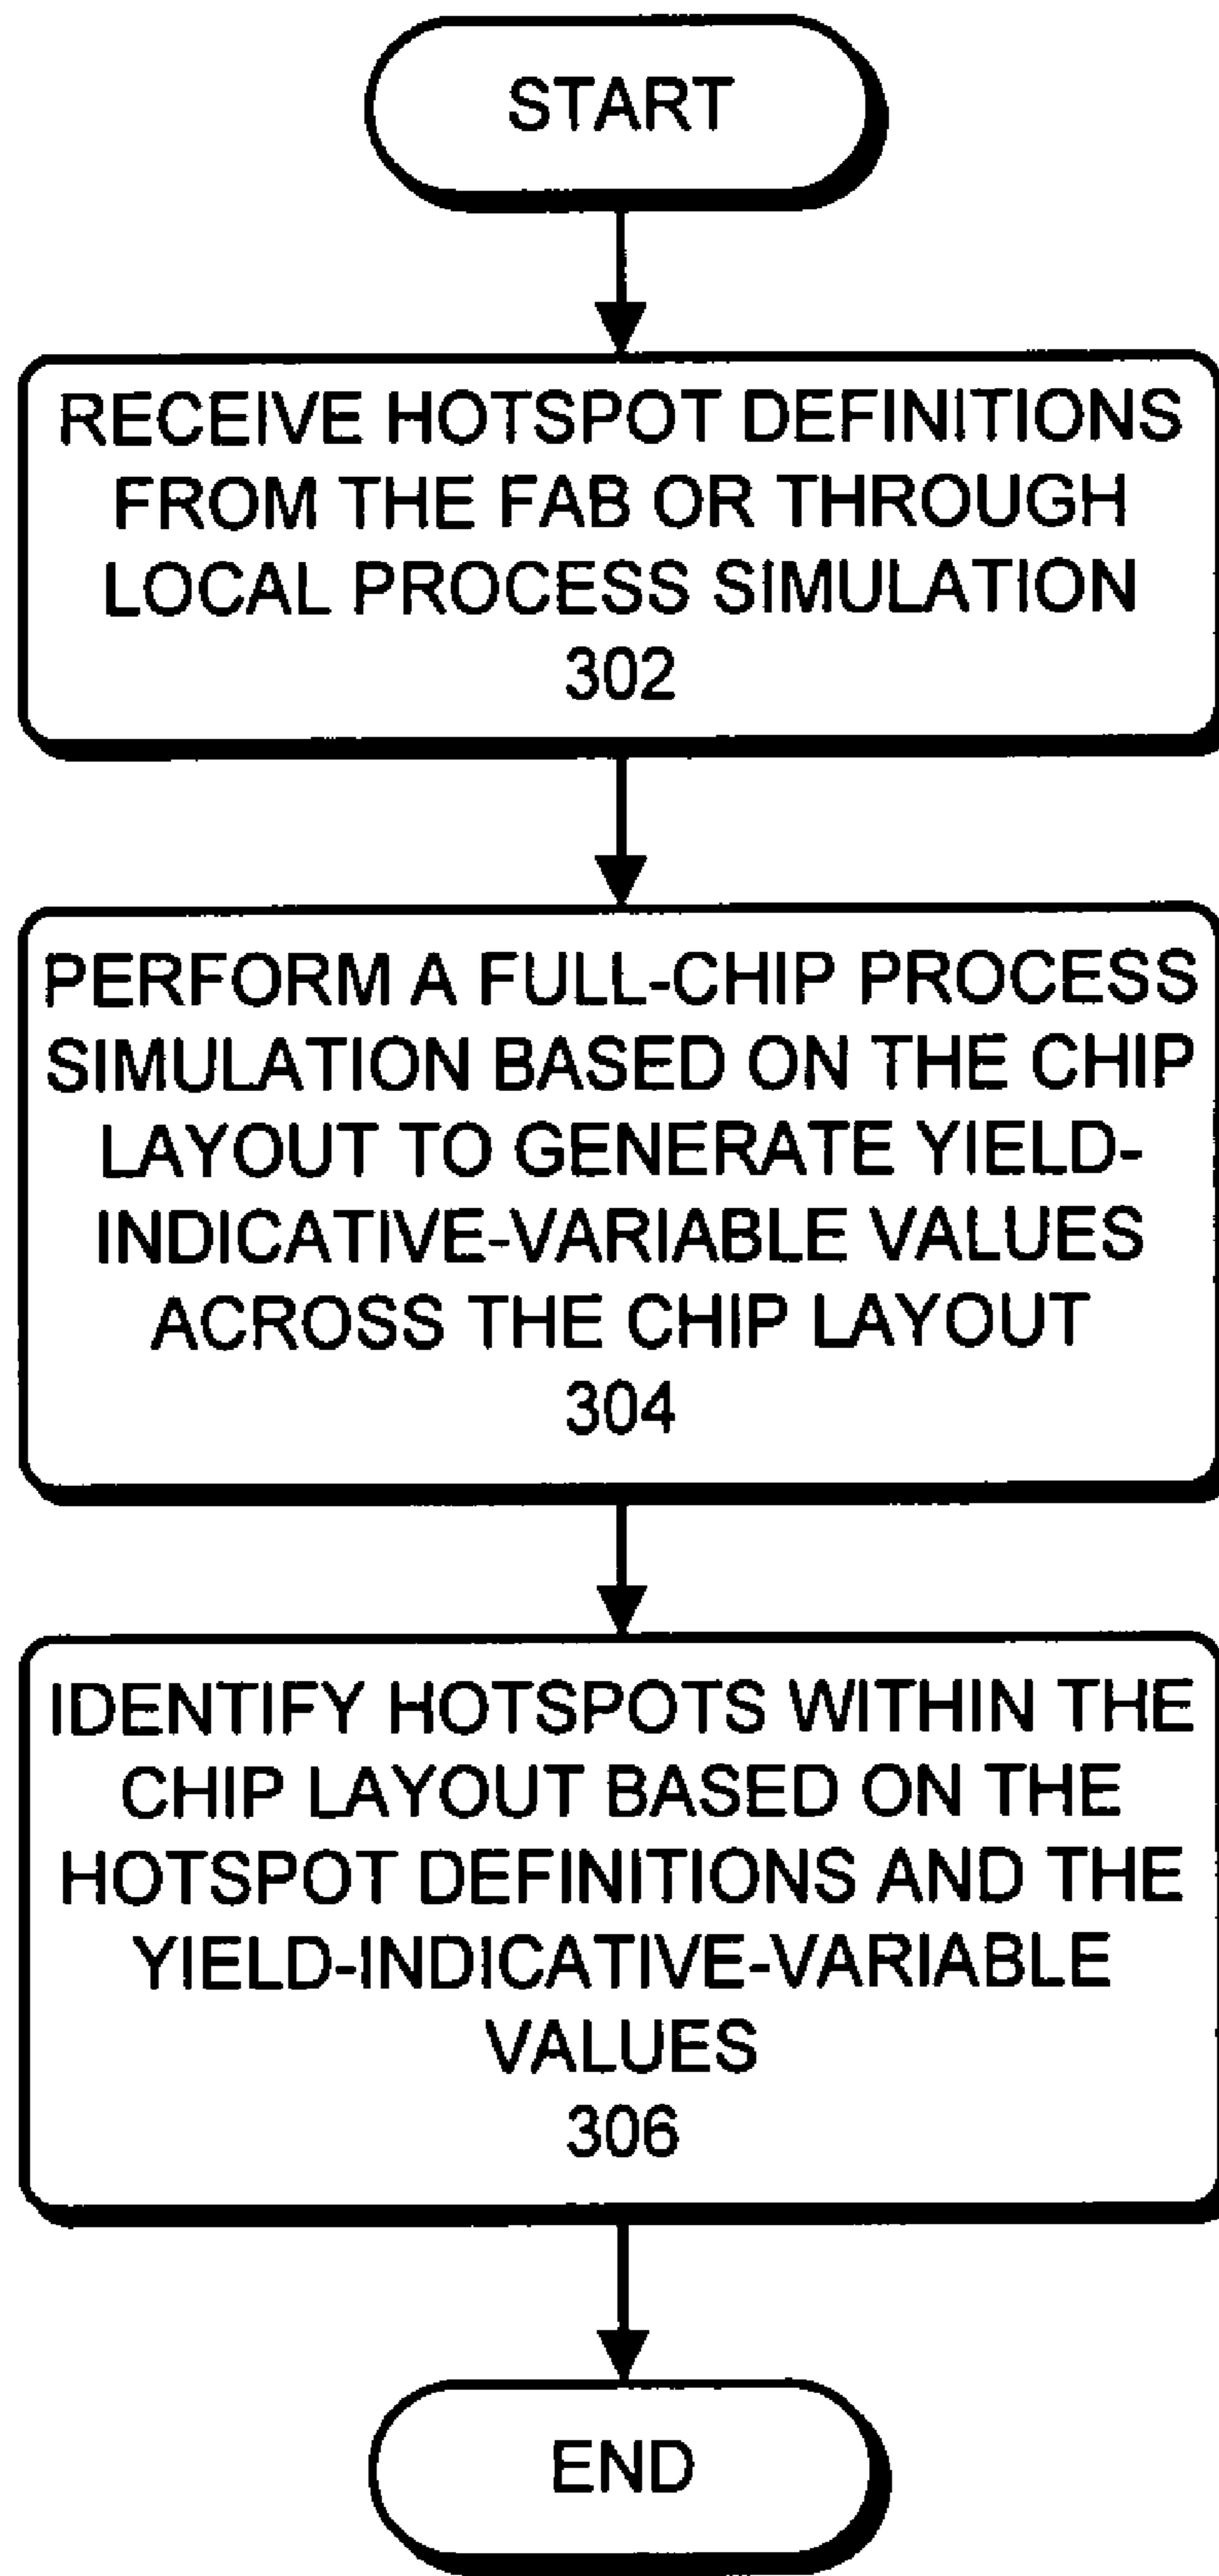 START
RECEIVE HOTSPOT DEFINITIONS
FROM THE FAB OR THROUGH
LOCAL PROCESS SIMULATION
302
PERFORM A FULL-CHIP PROCESS
SIMULATION BASED ON THE CHIP
LAYOUT TO GENERATE YIELD-
INDICATIVE-VARIABLE VALUES
ACROSS THE CHIP LAYOUT
304
IDENTIFY HOTSPOTS WITHIN THE
CHIP LAYOUT BASED ON THE
HOTSPOT DEFINITIONS AND THE
YIELD-INDICATIVE-VARIABLE
VALUES
306
END